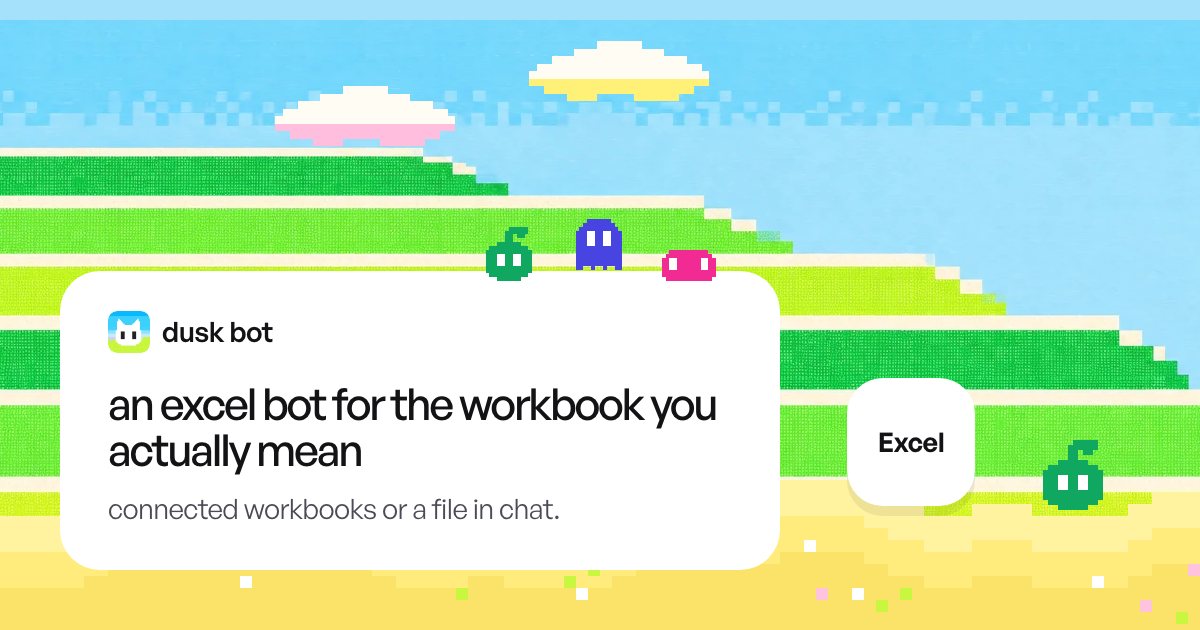 dusk bot
an excel bot for the workbook you
actually mean
connected workbooks or a file in chat.
Excel